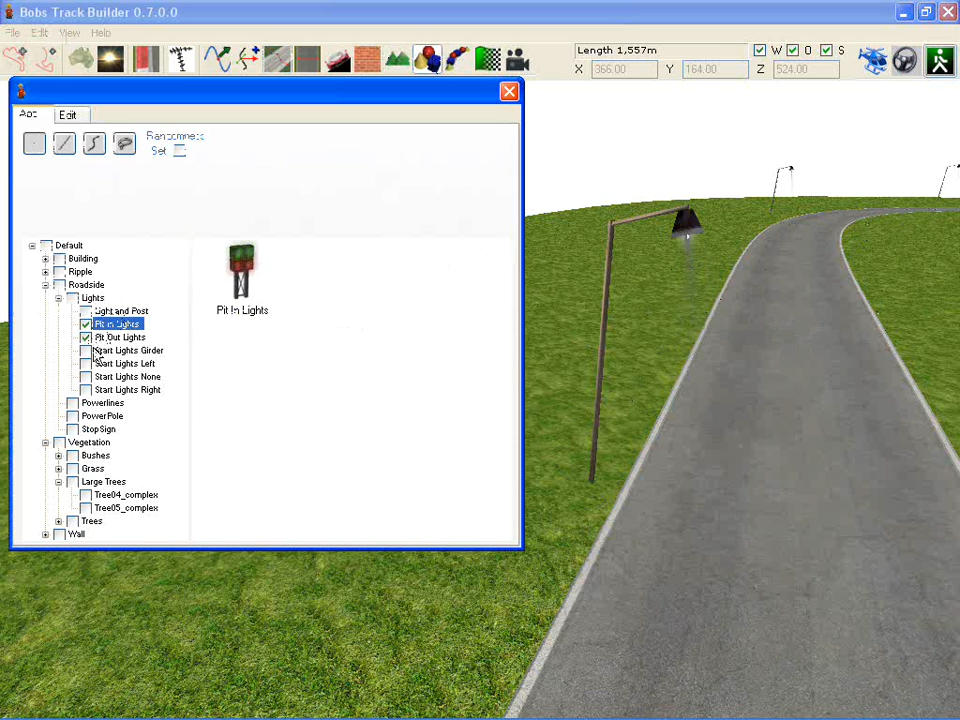 Bobs Track Builder 0.7.0.0
File Edit View Help
Length 1,557m W O S
X 366.00 Y 164.00 Z 524.00
Edit
Randomness
Set
Default
Building
Ripple
Roadside
Lights
Light and Post
Pit In Lights
Pit Out Lights
Start Lights Girder
Start Lights Left
Start Lights None
Start Lights Right
Powerlines
PowerPole
StopSign
Vegetation
Bushes
Grass
Large Trees
Tree04_complex
Tree05_complex
Trees
Wall
Pit In Lights